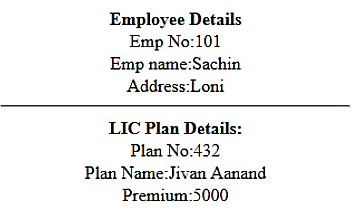 Employee Details
Emp No:101
Emp name:Sachin
Address:Loni
LIC Plan Details:
Plan No:432
Plan Name:Jivan Aanand
Premium:5000